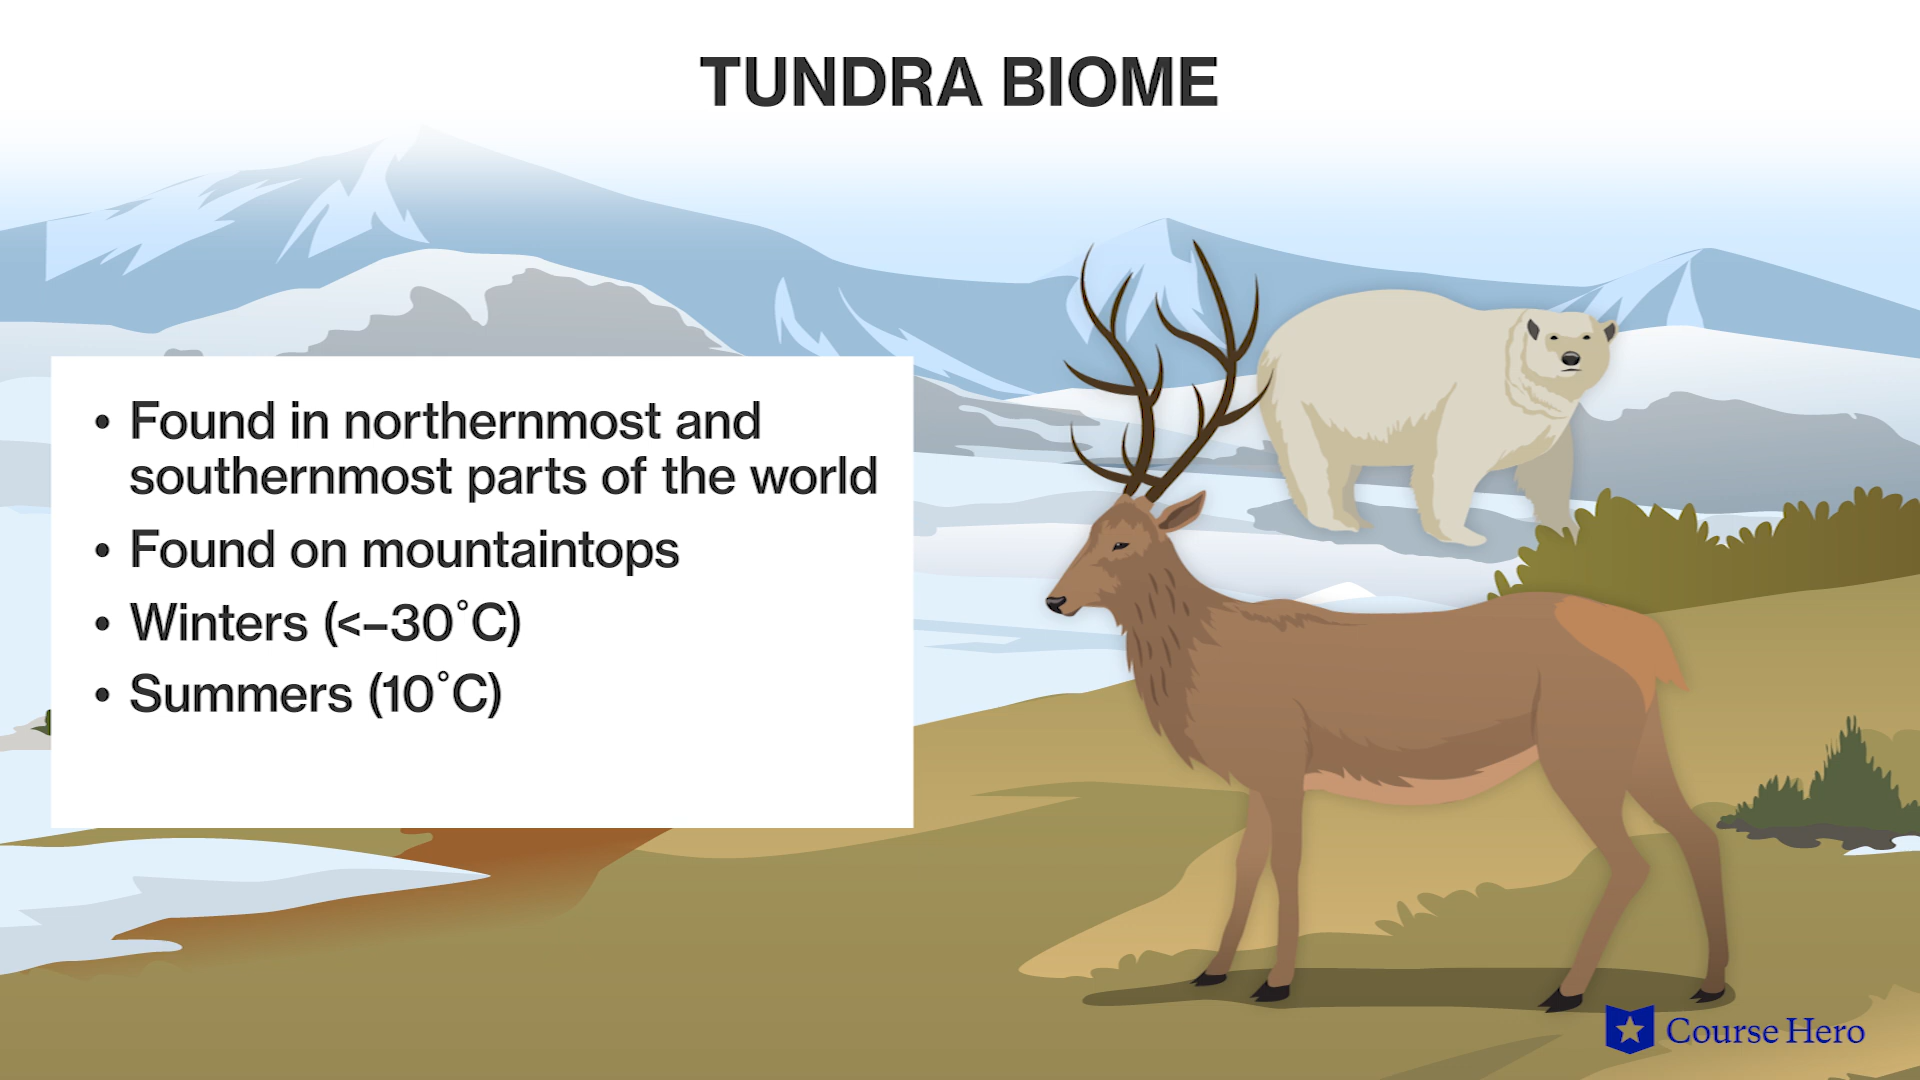 TUNDRA BIOME
• Found in northernmost and
southernmost parts of the world
• Found on mountaintops
• Winters (<–30˚C)
• Summers (10˚C)
Course Hero